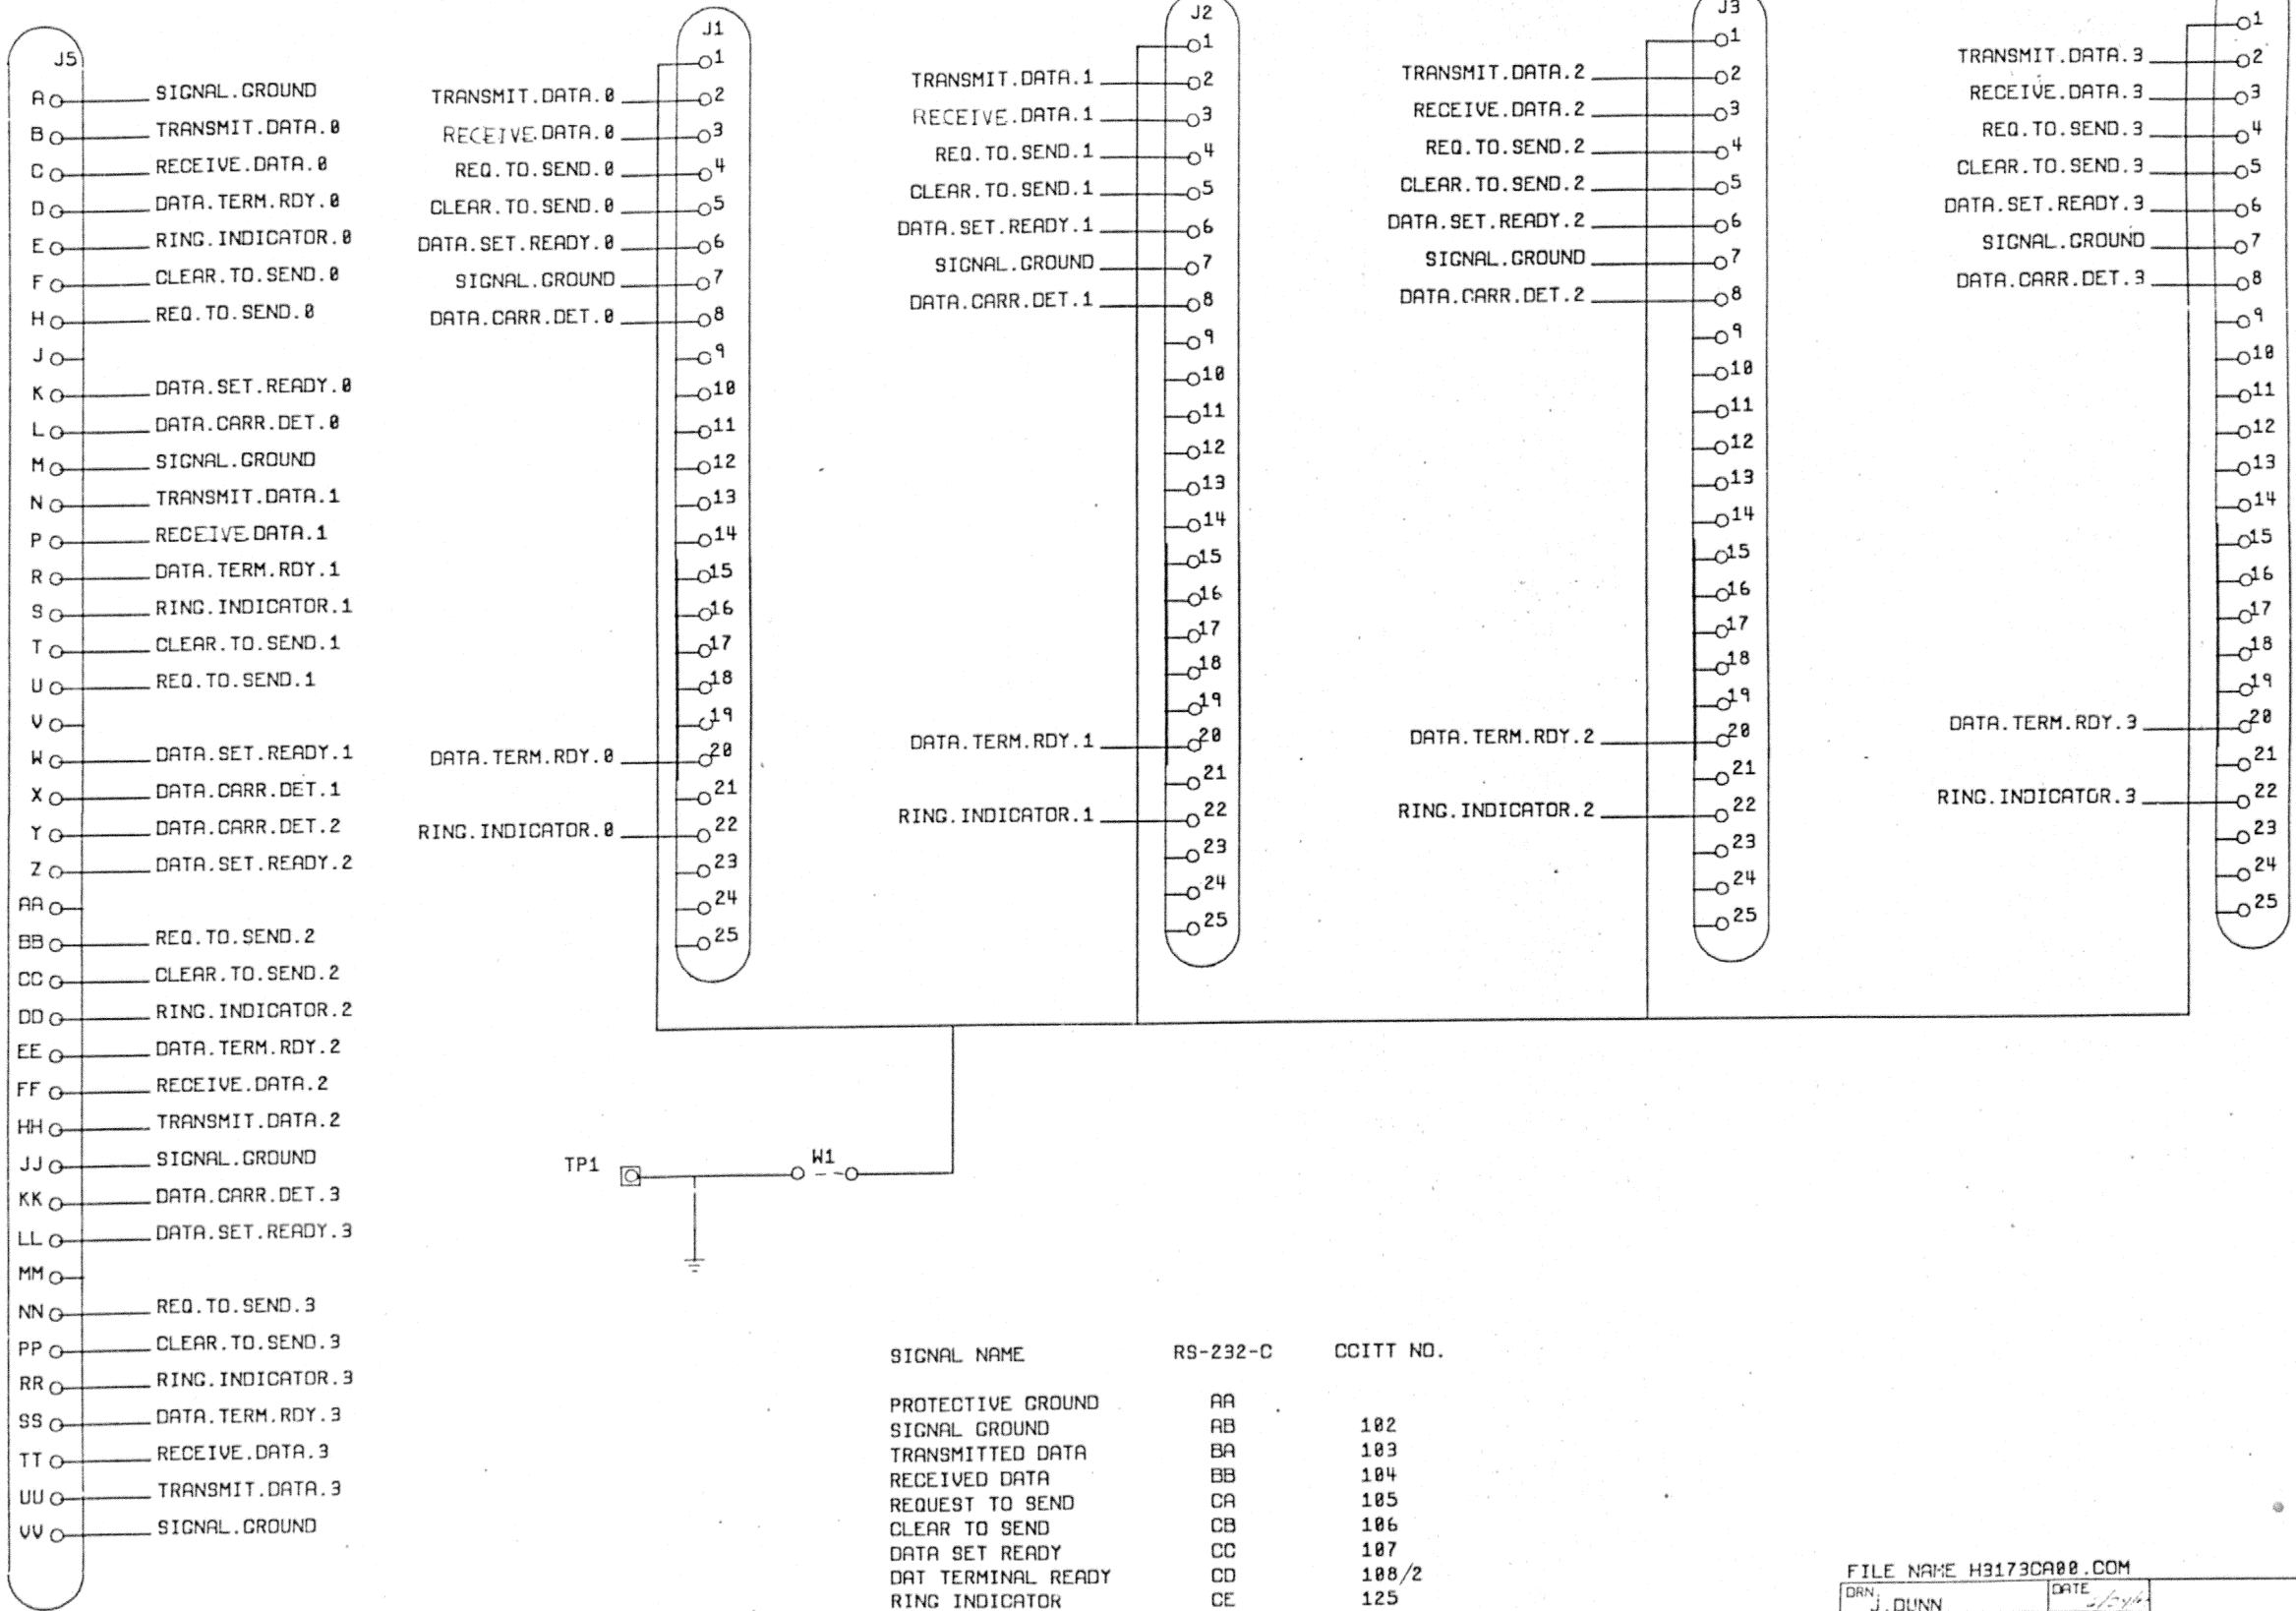 J5
A SIGNAL.GROUND
B TRANSMIT.DATA.0
C RECEIVE.DATA.0
D DATA.TERM.RDY.0
E RING.INDICATOR.0
F CLEAR.TO.SEND.0
H REQ.TO.SEND.0
J
K DATA.SET.READY.0
L DATA.CARR.DET.0
M SIGNAL.GROUND
N TRANSMIT.DATA.1
P RECEIVE.DATA.1
R DATA.TERM.RDY.1
S RING.INDICATOR.1
T CLEAR.TO.SEND.1
U REQ.TO.SEND.1
V
W DATA.SET.READY.1
X DATA.CARR.DET.1
Y DATA.CARR.DET.2
Z DATA.SET.READY.2
AA
BB REQ.TO.SEND.2
CC CLEAR.TO.SEND.2
DD RING.INDICATOR.2
EE DATA.TERM.RDY.2
FF RECEIVE.DATA.2
HH TRANSMIT.DATA.2
JJ SIGNAL.GROUND
KK DATA.CARR.DET.3
LL DATA.SET.READY.3
MM
NN REQ.TO.SEND.3
PP CLEAR.TO.SEND.3
RR RING.INDICATOR.3
SS DATA.TERM.RDY.3
TT RECEIVE.DATA.3
UU TRANSMIT.DATA.3
VV SIGNAL.GROUND
J1
1
TRANSMIT.DATA.0 2
RECEIVE.DATA.0 3
REQ.TO.SEND.0 4
CLEAR.TO.SEND.0 5
DATA.SET.READY.0 6
SIGNAL.GROUND 7
DATA.CARR.DET.0 8
9
10
11
12
13
14
15
16
17
18
19
DATA.TERM.RDY.0 20
21
RING.INDICATOR.0 22
23
24
25
J2
1
TRANSMIT.DATA.1 2
RECEIVE.DATA.1 3
REQ.TO.SEND.1 4
CLEAR.TO.SEND.1 5
DATA.SET.READY.1 6
SIGNAL.GROUND 7
DATA.CARR.DET.1 8
9
10
11
12
13
14
15
16
17
18
19
DATA.TERM.RDY.1 20
21
RING.INDICATOR.1 22
23
24
25
J3
1
TRANSMIT.DATA.2 2
RECEIVE.DATA.2 3
REQ.TO.SEND.2 4
CLEAR.TO.SEND.2 5
DATA.SET.READY.2 6
SIGNAL.GROUND 7
DATA.CARR.DET.2 8
9
10
11
12
13
14
15
16
17
18
19
DATA.TERM.RDY.2 20
21
RING.INDICATOR.2 22
23
24
25
1
TRANSMIT.DATA.3 2
RECEIVE.DATA.3 3
REQ.TO.SEND.3 4
CLEAR.TO.SEND.3 5
DATA.SET.READY.3 6
SIGNAL.GROUND 7
DATA.CARR.DET.3 8
9
10
11
12
13
14
15
16
17
18
19
DATA.TERM.RDY.3 20
21
RING.INDICATOR.3 22
23
24
25
TP1
W1
SIGNAL NAME RS-232-C CCITT NO.
PROTECTIVE GROUND AA
SIGNAL GROUND AB 102
TRANSMITTED DATA BA 103
RECEIVED DATA BB 104
REQUEST TO SEND CA 105
CLEAR TO SEND CB 106
DATA SET READY CC 107
DAT TERMINAL READY CD 108/2
RING INDICATOR CE 125
FILE NAME H3173CA00.COM
DRN. DATE
J.DUNN